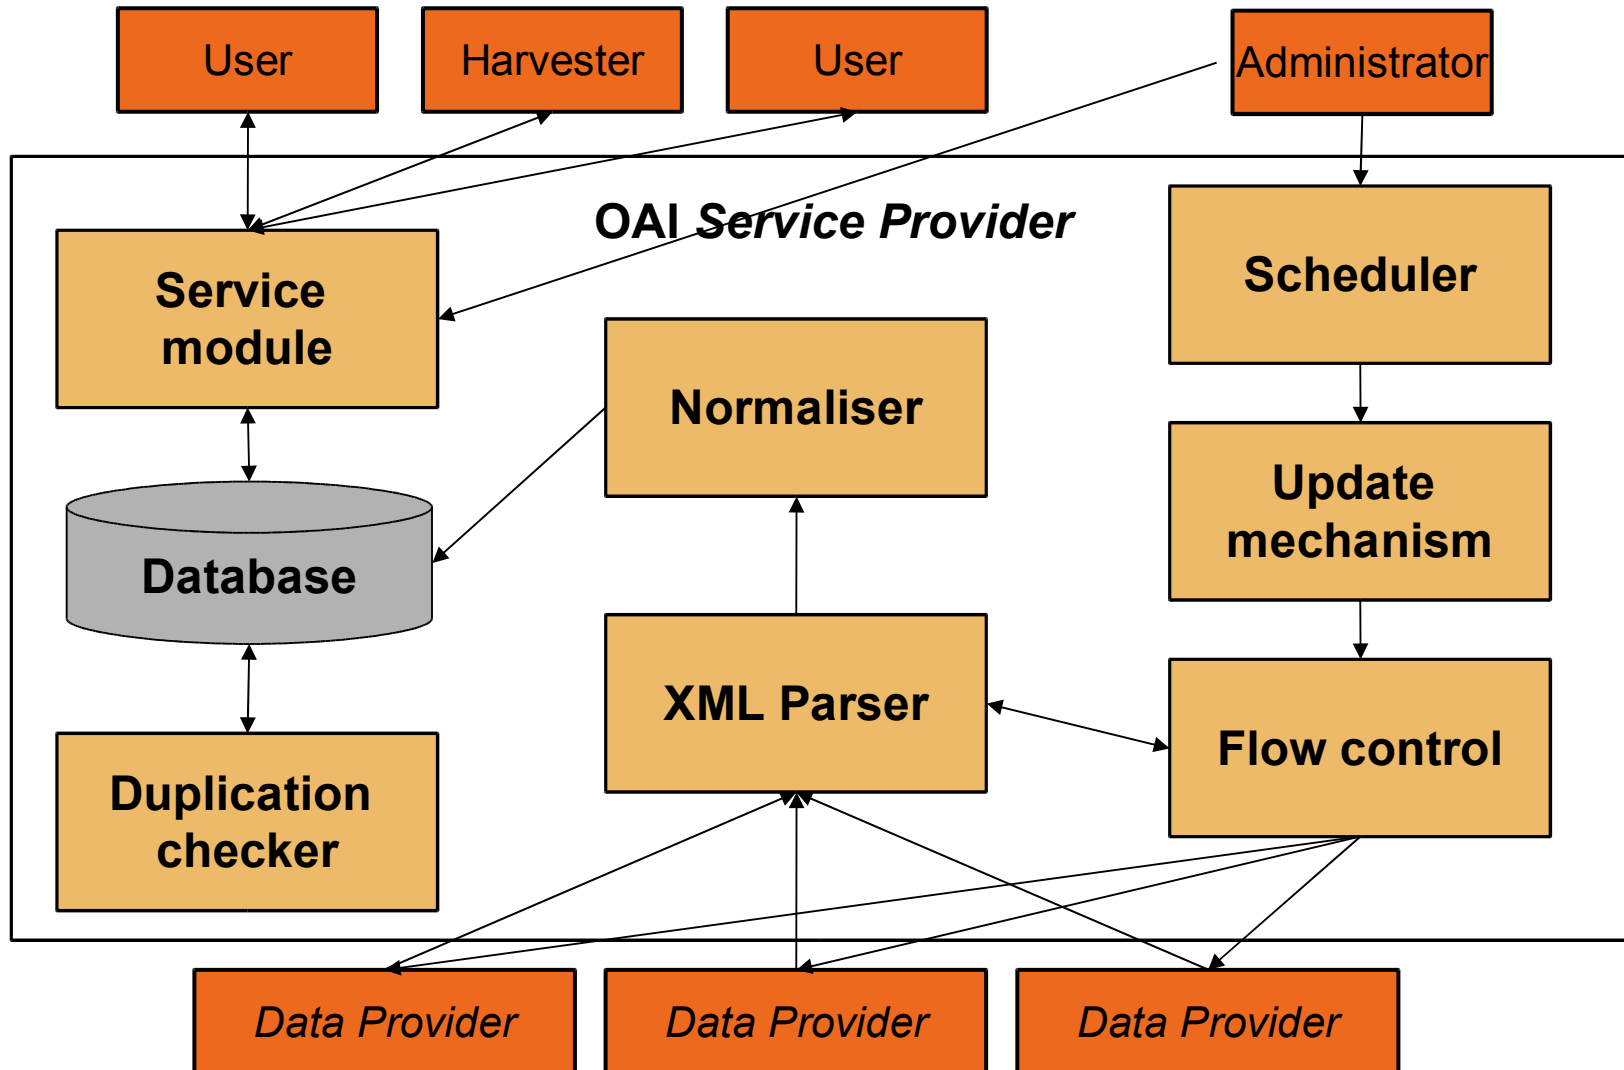 User
Harvester
User
Administrator
OAI Service Provider
Service
module
Scheduler
Normaliser
Update
mechanism
Database
XML Parser
Flow control
Duplication
checker
Data Provider
Data Provider
Data Provider